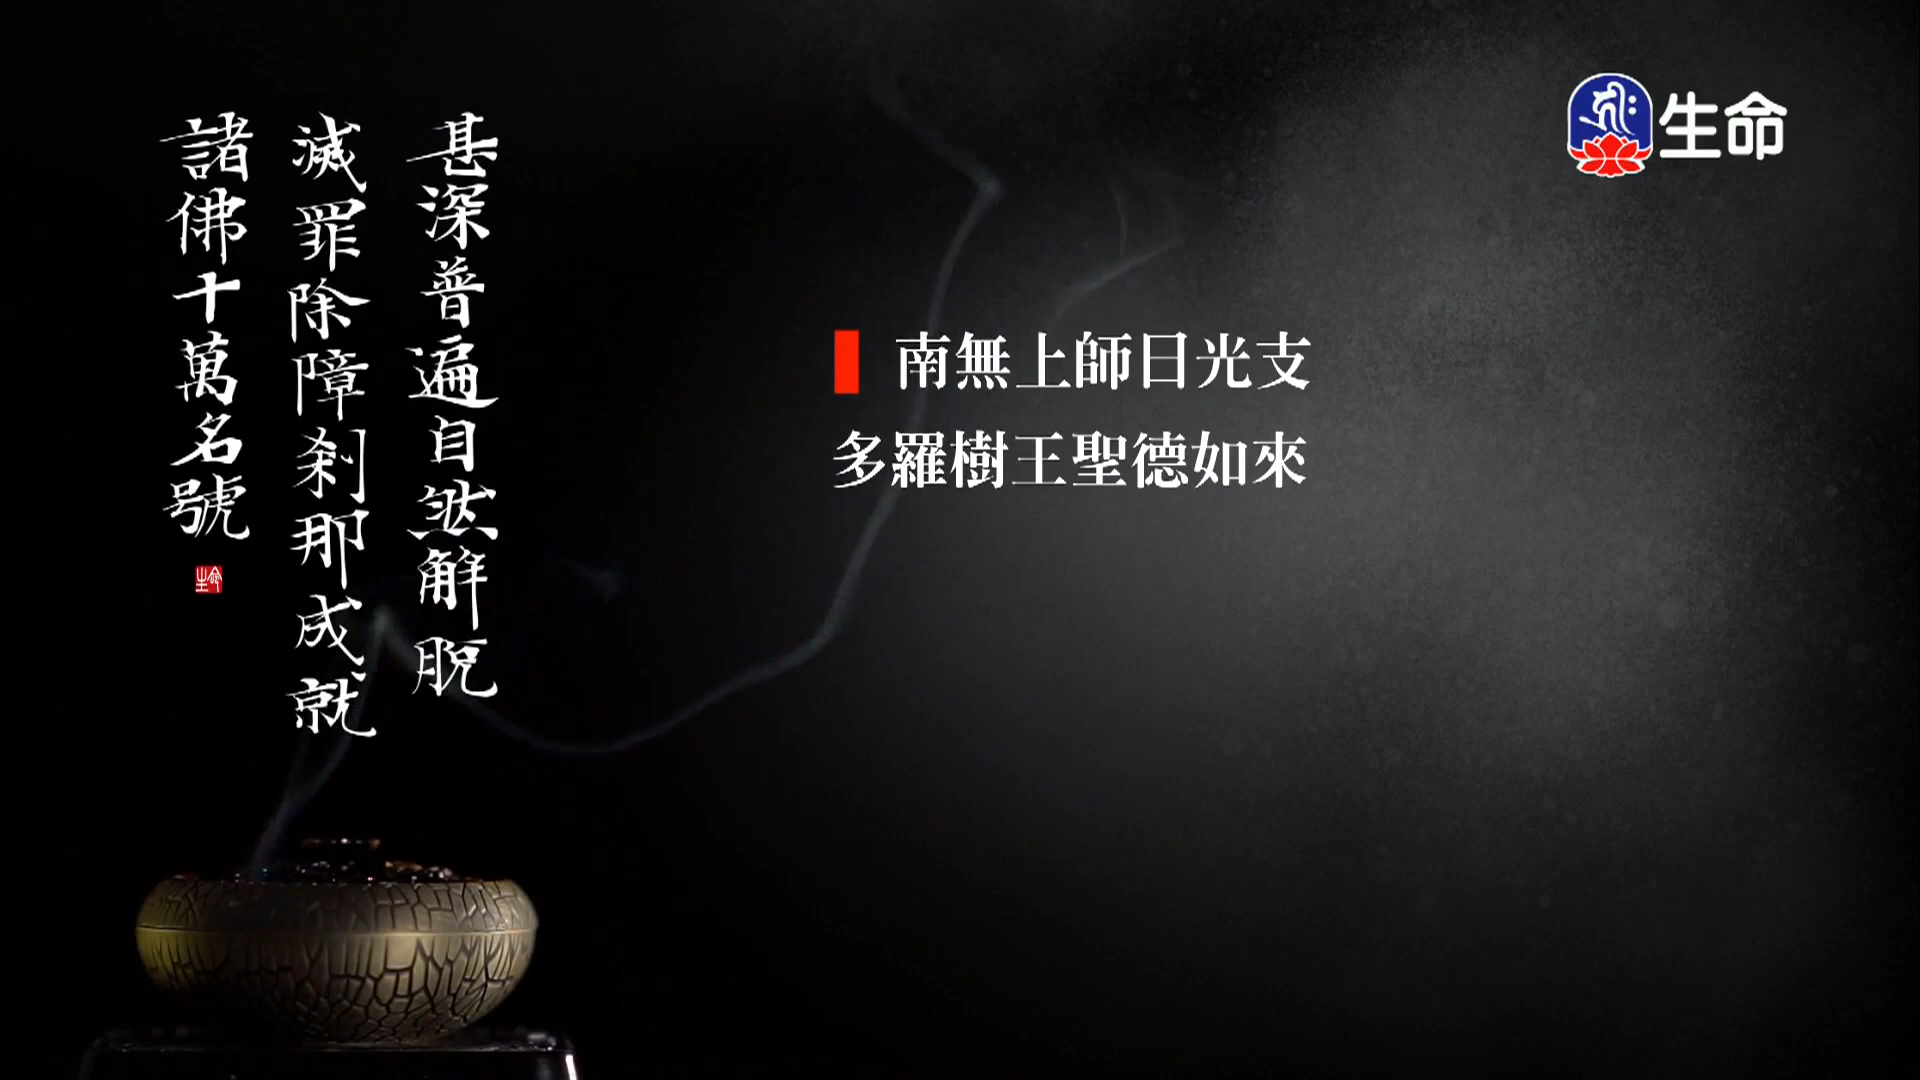 甚深普遍自然解脫
滅罪除障剎那成就
諸佛十萬名號
生命
南無上師日光支
多羅樹王聖德如來
生命